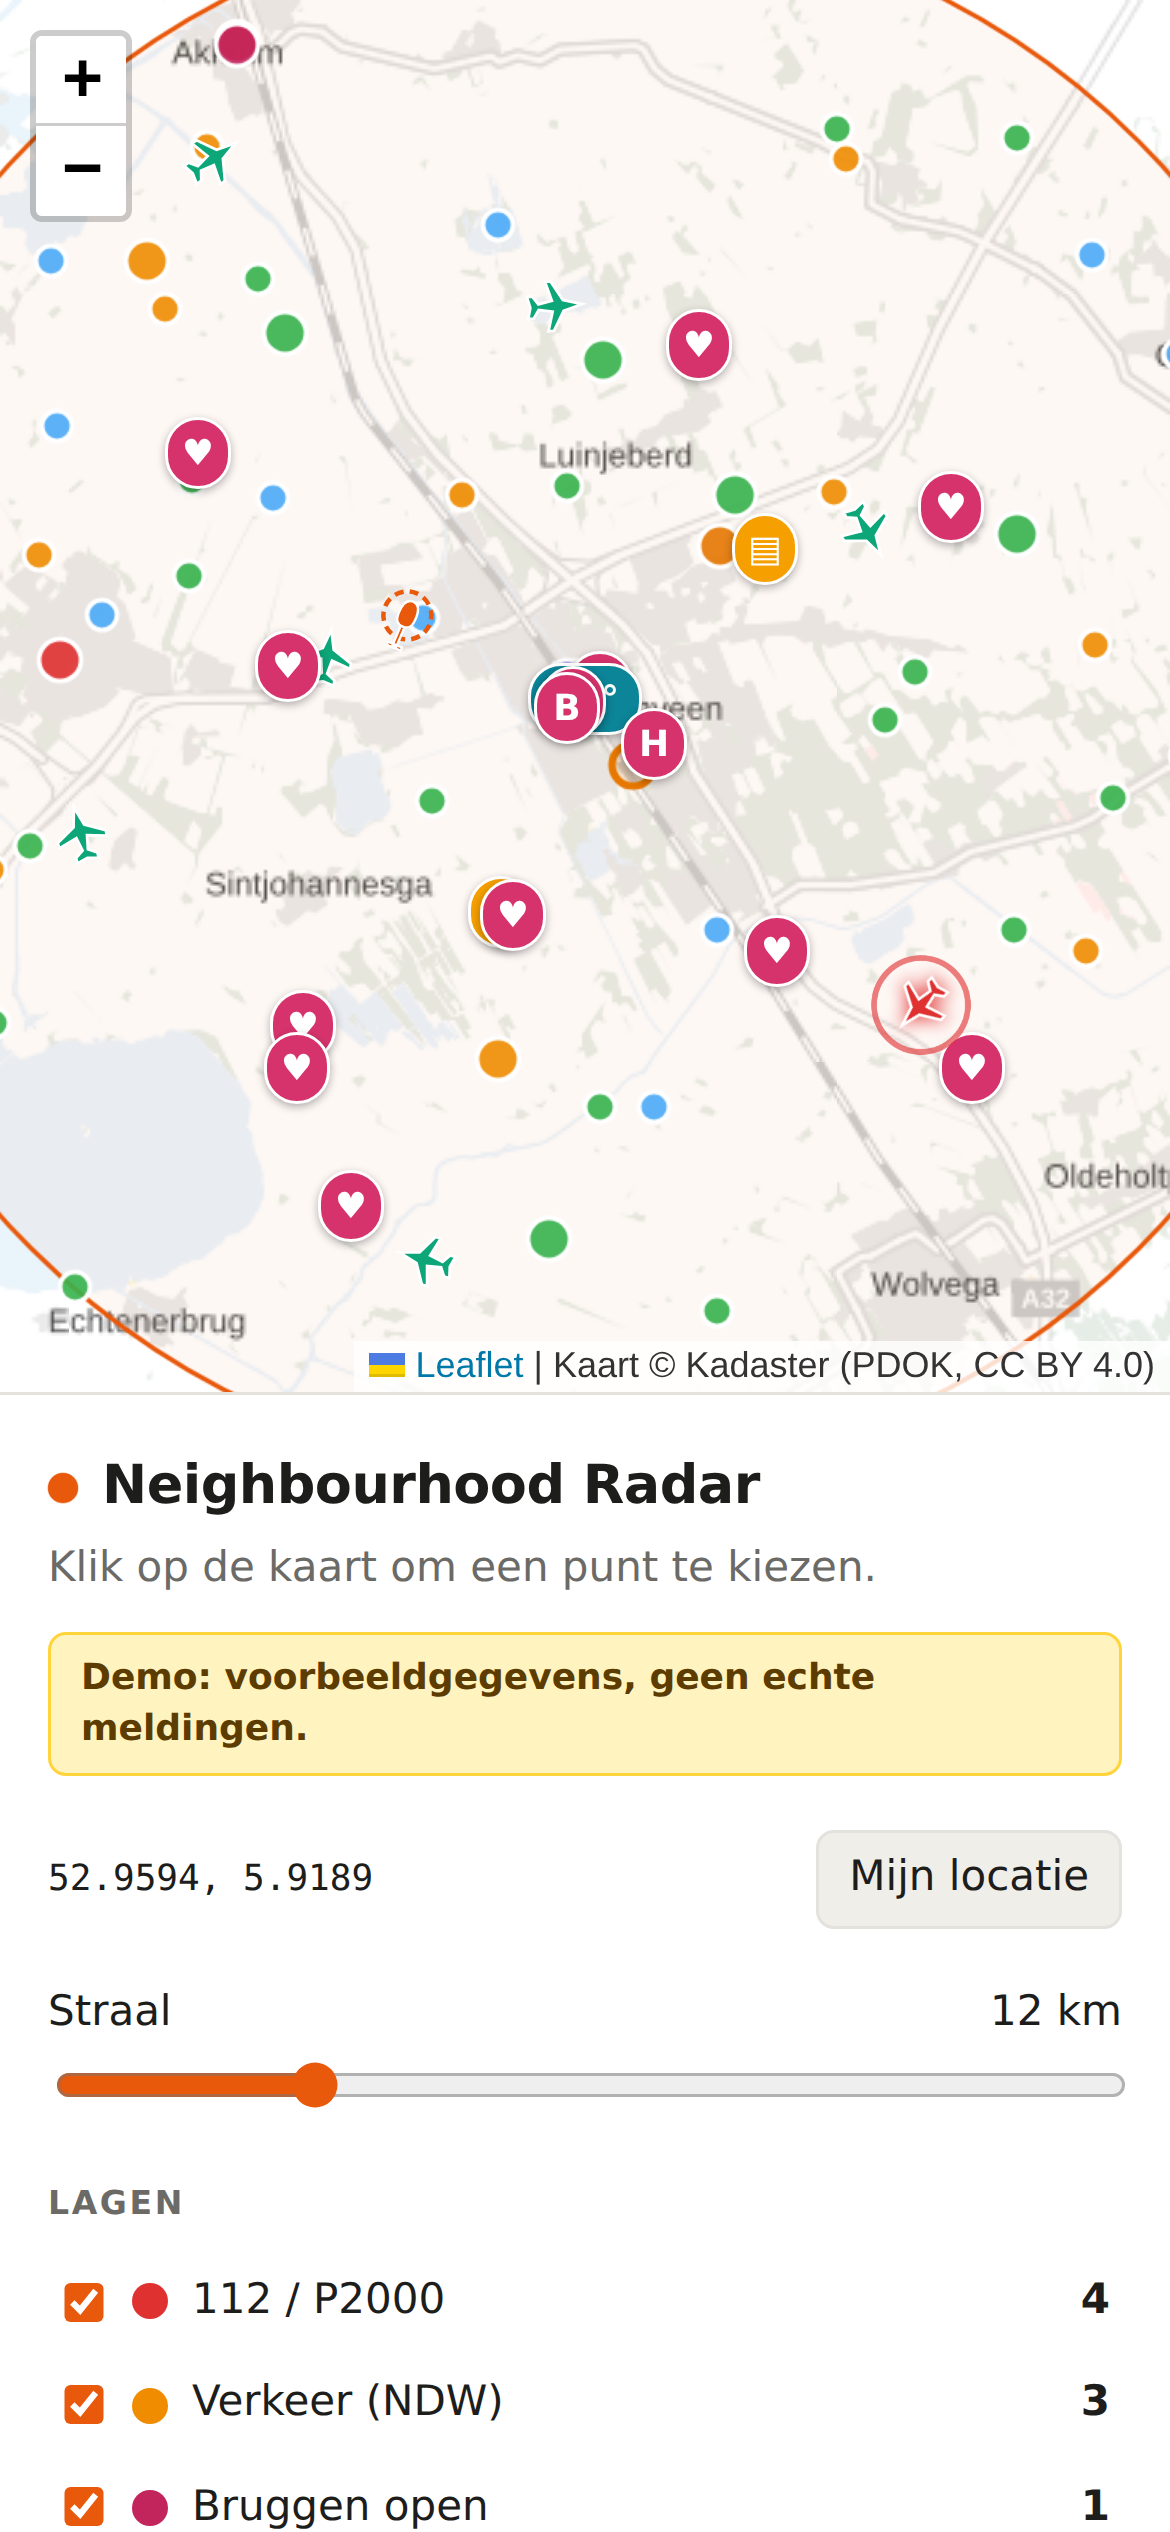 +
−
Luinjeberd
B
H
Sintjohannesga
Wolvega
A32
Echtenerbrug
Leaflet | Kaart © Kadaster (PDOK, CC BY 4.0)
Neighbourhood Radar
Klik op de kaart om een punt te kiezen.
Demo: voorbeeldgegevens, geen echte
meldingen.
52.9594, 5.9189
Mijn locatie
Straal
12 km
LAGEN
112 / P2000
4
Verkeer (NDW)
3
Bruggen open
1